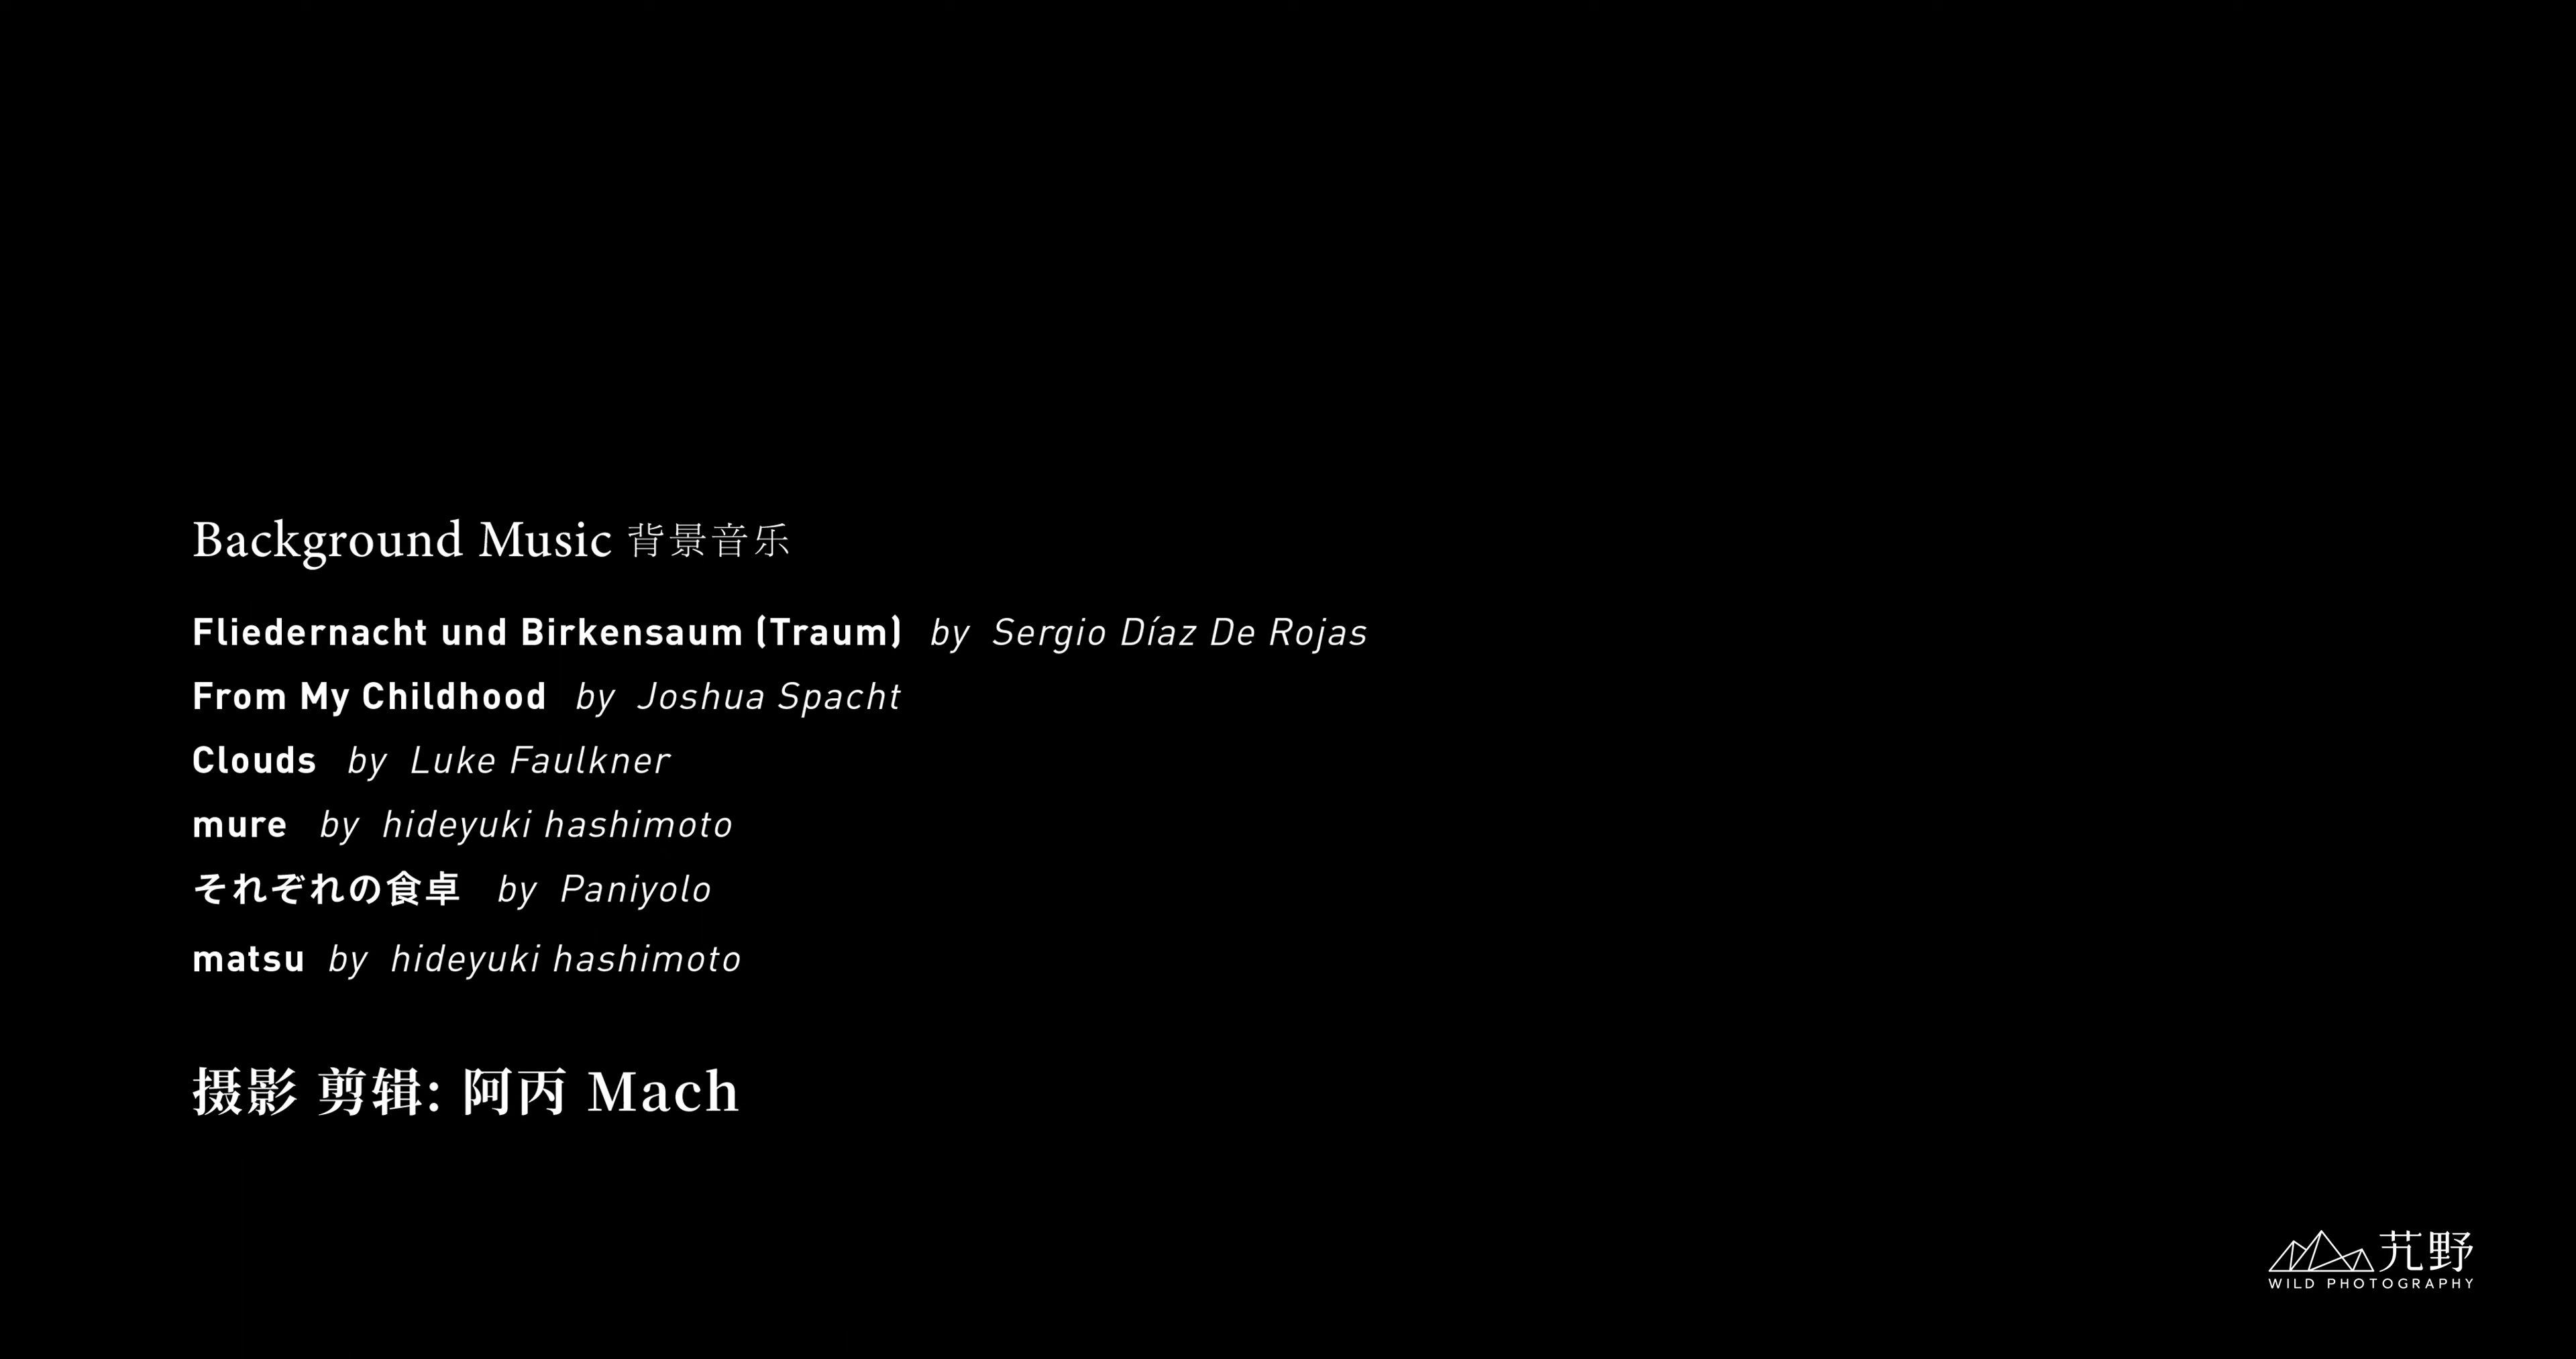 Background Music 背景音乐
Fliedernacht und Birkensaum (Traum) by Sergio Díaz De Rojas
From My Childhood by Joshua Spacht
Clouds by Luke Faulkner
mure by hideyuki hashimoto
それぞれの食卓 by Paniyolo
matsu by hideyuki hashimoto
摄影 剪辑: 阿丙 Mach
艽野
WILD PHOTOGRAPHY